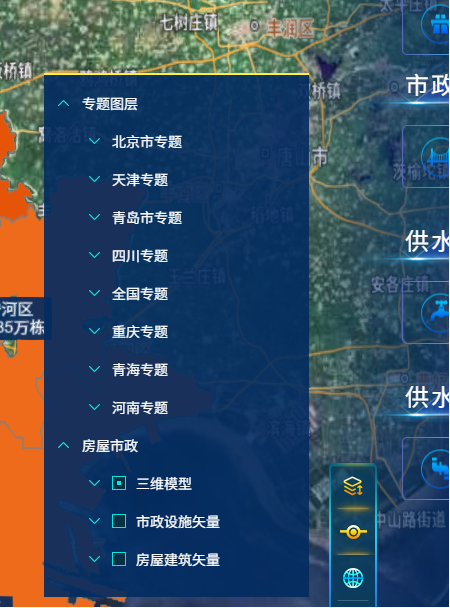 七树庄镇
丰润区
市政
专题图层
北京市专题
天津专题
青岛市专题
四川专题
全国专题
重庆专题
青海专题
河南专题
房屋市政
三维模型
市政设施矢量
房屋建筑矢量
茨榆坨镇
供水
安各庄镇
河区
35万栋
供水
中山路街道